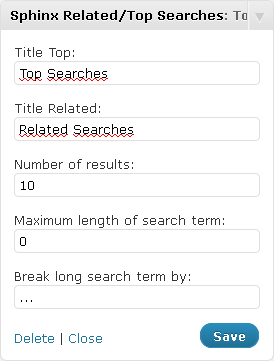 Sphinx Related/Top Searches: To
Title Top:
Top Searches
Title Related:
Related Searches
Number of results:
10
Maximum length of search term:
0
Break long search term by:
...
Delete | Close Save